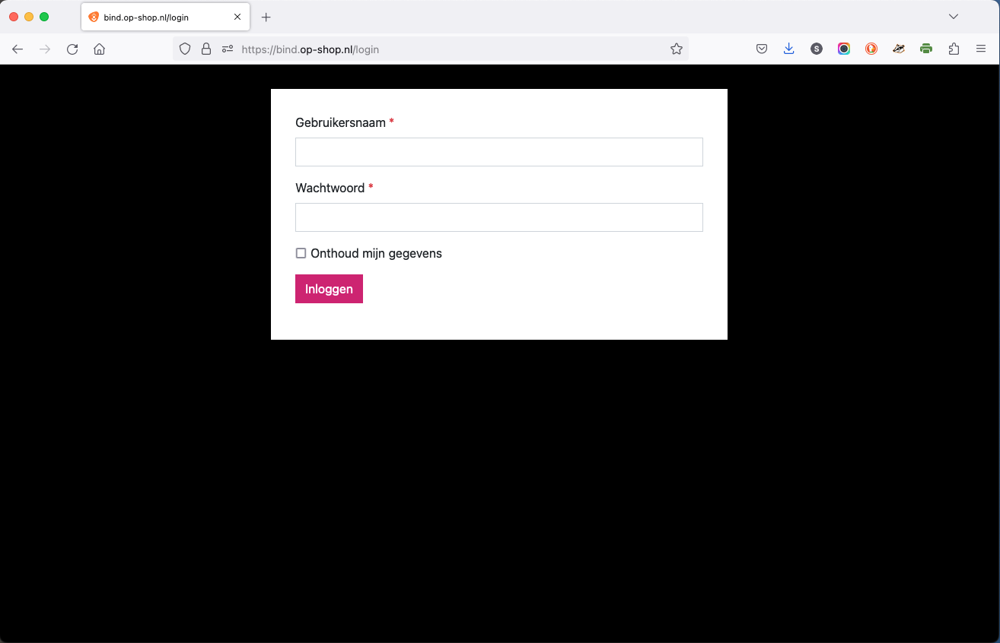 bind.op-shop.nl/login
https://bind.op-shop.nl/login
S
Gebruikersnaam *
Wachtwoord *
Onthoud mijn gegevens
Inloggen